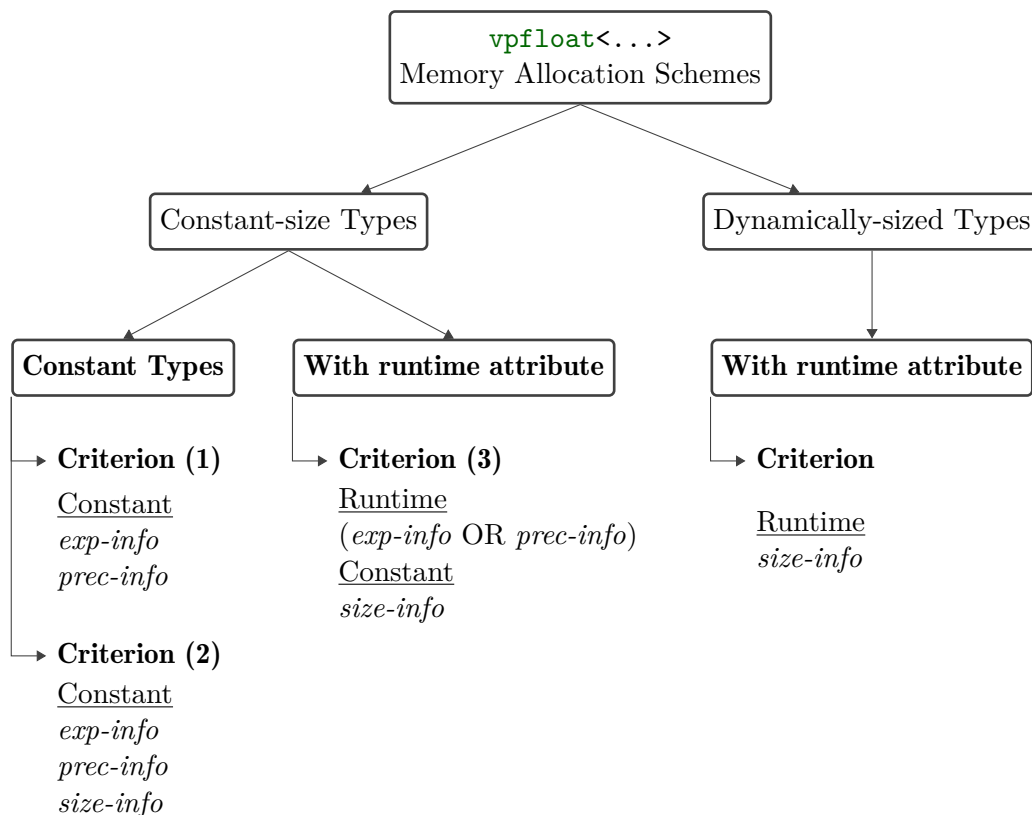 vpfloat<...>
Memory Allocation Schemes
Constant-size Types
Dynamically-sized Types
Constant Types
With runtime attribute
With runtime attribute
Criterion (1)
Constant
exp-info
prec-info
Criterion (2)
Constant
exp-info
prec-info
size-info
Criterion (3)
Runtime
(exp-info OR prec-info)
Constant
size-info
Criterion
Runtime
size-info